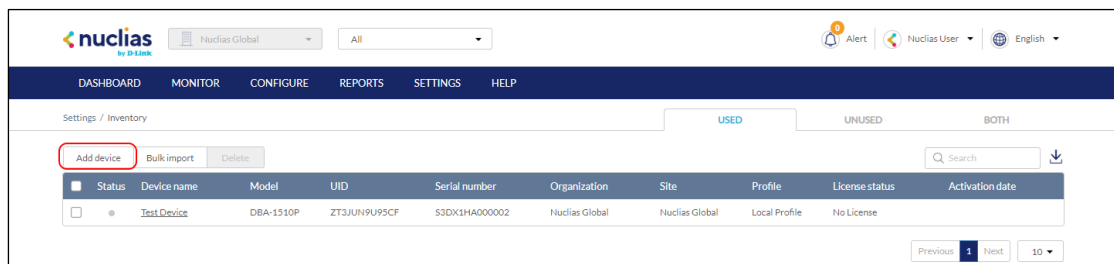 nuclias
by D-Link
Nuclias Global
All
0
Alert
Nuclias User
English
DASHBOARD MONITOR CONFIGURE REPORTS SETTINGS HELP
Settings / Inventory
USED UNUSED BOTH
Add device Bulk import Delete
Search
Status Device name Model UID Serial number Organization Site Profile License status Activation date
Test Device DBA-1510P ZT3JUN9U95CF S3DX1HA000002 Nuclias Global Nuclias Global Local Profile No License
Previous 1 Next 10